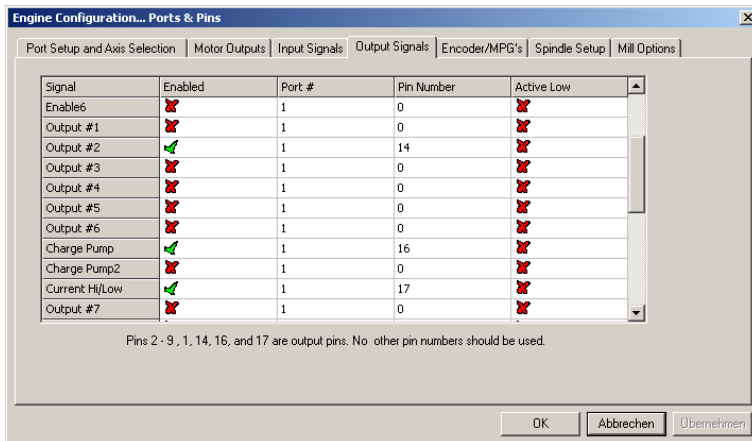 Engine Configuration... Ports & Pins
Port Setup and Axis Selection Motor Outputs Input Signals Output Signals Encoder/MPG's Spindle Setup Mill Options
Signal Enabled Port # Pin Number Active Low
Enable6 1 0
Output #1 1 0
Output #2 1 14
Output #3 1 0
Output #4 1 0
Output #5 1 0
Output #6 1 0
Charge Pump 1 16
Charge Pump2 1 0
Current Hi/Low 1 17
Output #7 1 0
Pins 2 - 9 , 1, 14, 16, and 17 are output pins. No other pin numbers should be used.
OK Abbrechen Übernehmen